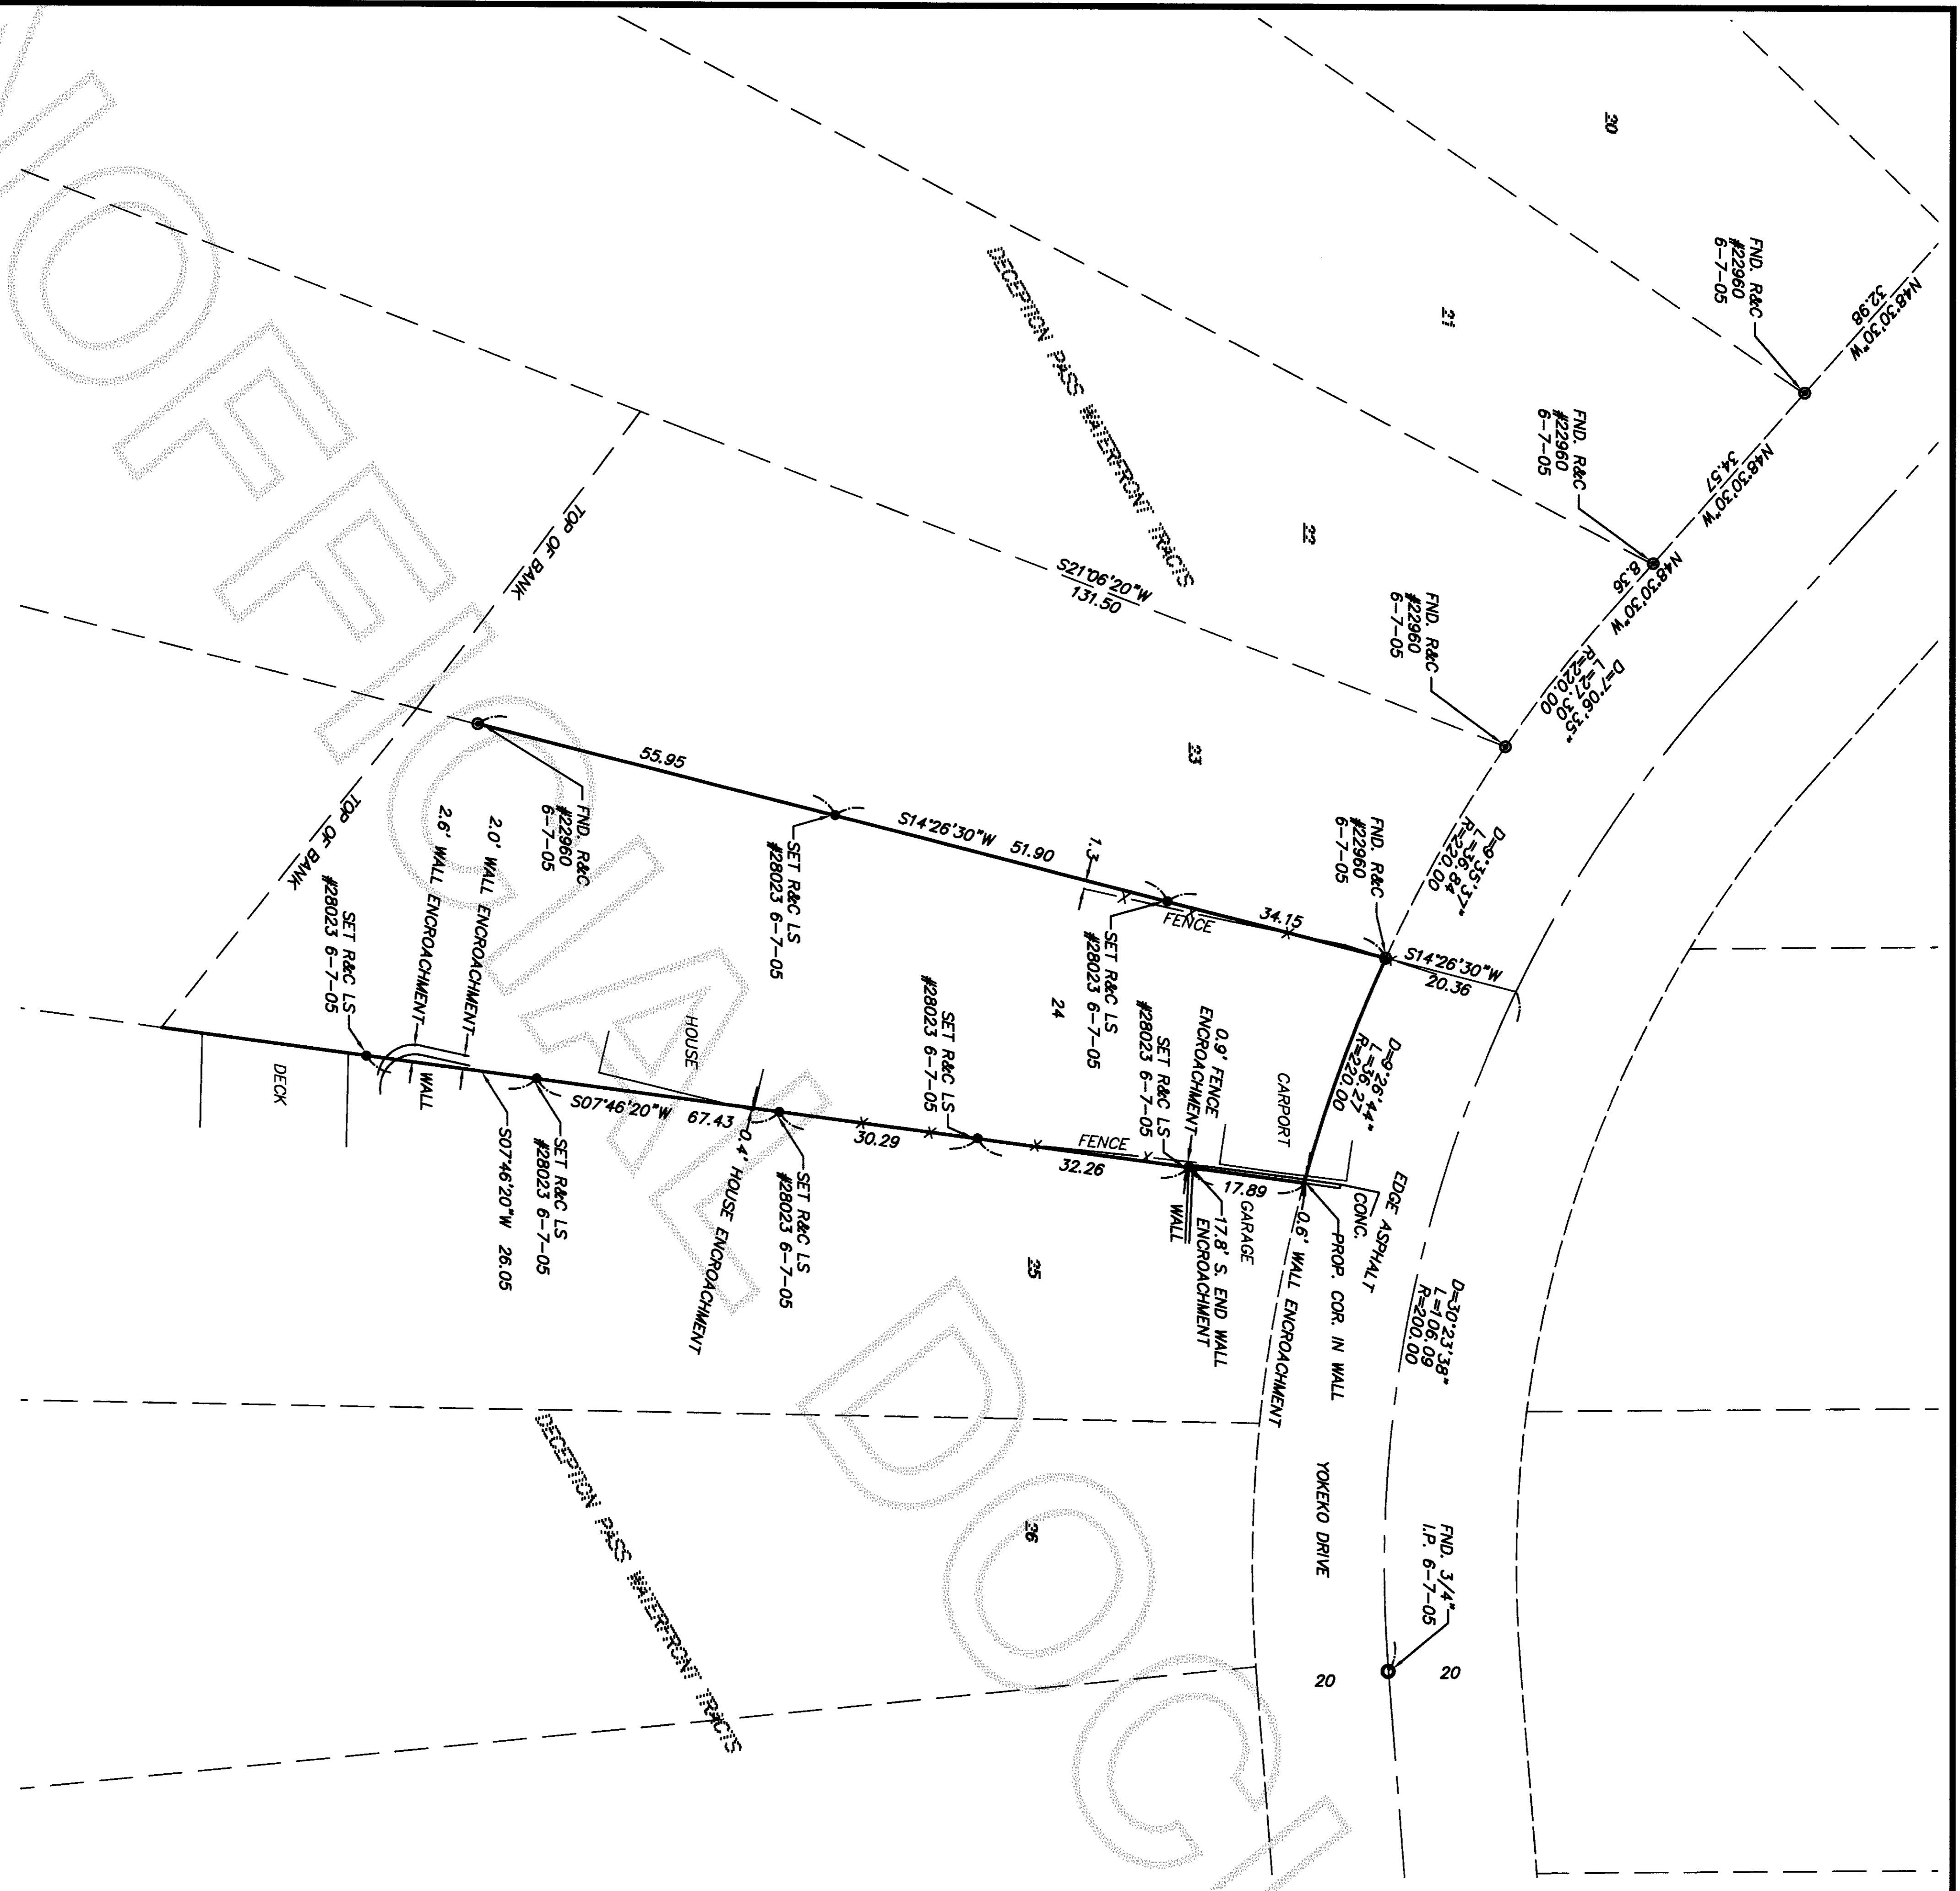 20
N48°30'30"W
32.98
FND. R&C
#22960
6-7-05
21
N48°30'30"W
34.57
FND. R&C
#22960
6-7-05
N48°30'30"W
8.36
22
DECEPTION PASS WATERFRONT TRACTS
S21°06'20"W
131.50
FND. R&C
#22960
6-7-05
D=7°06'35"
L=27.30
R=220.00
TOP OF BANK
23
55.95
S14°26'30"W 51.90
1.3
34.15
FENCE
FND. R&C
#22960
6-7-05
D=9°35'37"
L=36.84
R=220.00
S14°26'30"W
20.36
FND. R&C
#22960
6-7-05
SET R&C LS
#28023 6-7-05
SET R&C LS
#28023 6-7-05
24
TOP OF BANK
2.0' WALL ENCROACHMENT
2.6' WALL ENCROACHMENT
SET R&C LS
#28023 6-7-05
HOUSE
SET R&C LS
#28023 6-7-05
0.9' FENCE
ENCROACHMENT
SET R&C LS
#28023 6-7-05
CARPORT
D=9°26'44"
L=36.27
R=220.00
DECK
WALL
S07°46'20"W 67.43
S07°46'20"W 26.05
SET R&C LS
#28023 6-7-05
0.4' HOUSE ENCROACHMENT
SET R&C LS
#28023 6-7-05
30.29
FENCE
32.26
17.89
WALL
17.8' S. END WALL
ENCROACHMENT
GARAGE
0.6' WALL ENCROACHMENT
PROP. COR. IN WALL
CONC.
EDGE ASPHALT
25
D=30°23'38"
L=106.09
R=200.00
YOKEKO DRIVE
26
DECEPTION PASS WATERFRONT TRACTS
FND. 3/4"
I.P. 6-7-05
20
20
NOFFICIAL DOC